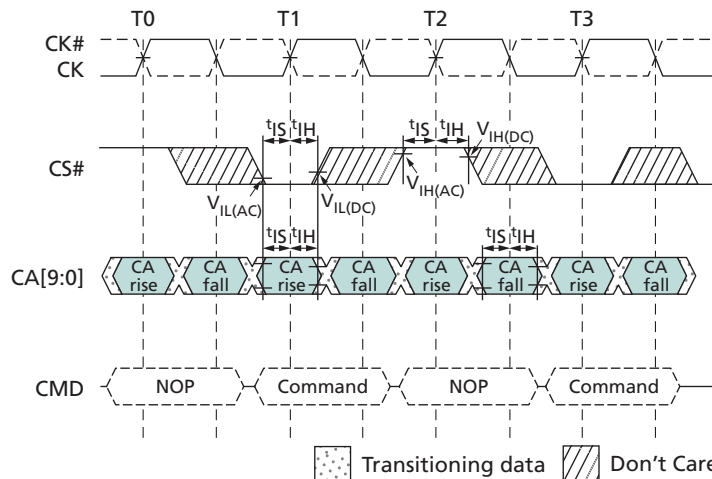 T0 T1 T2 T3
CK#
CK
tIS tIH tIS tIH
VIH(DC)
CS#
VIL(AC) VIL(DC) VIH(AC)
tIS tIH tIS tIH
CA[9:0]
CA rise CA fall CA rise CA fall CA rise CA fall CA rise CA fall
CMD NOP Command NOP Command
Transitioning data Don't Care